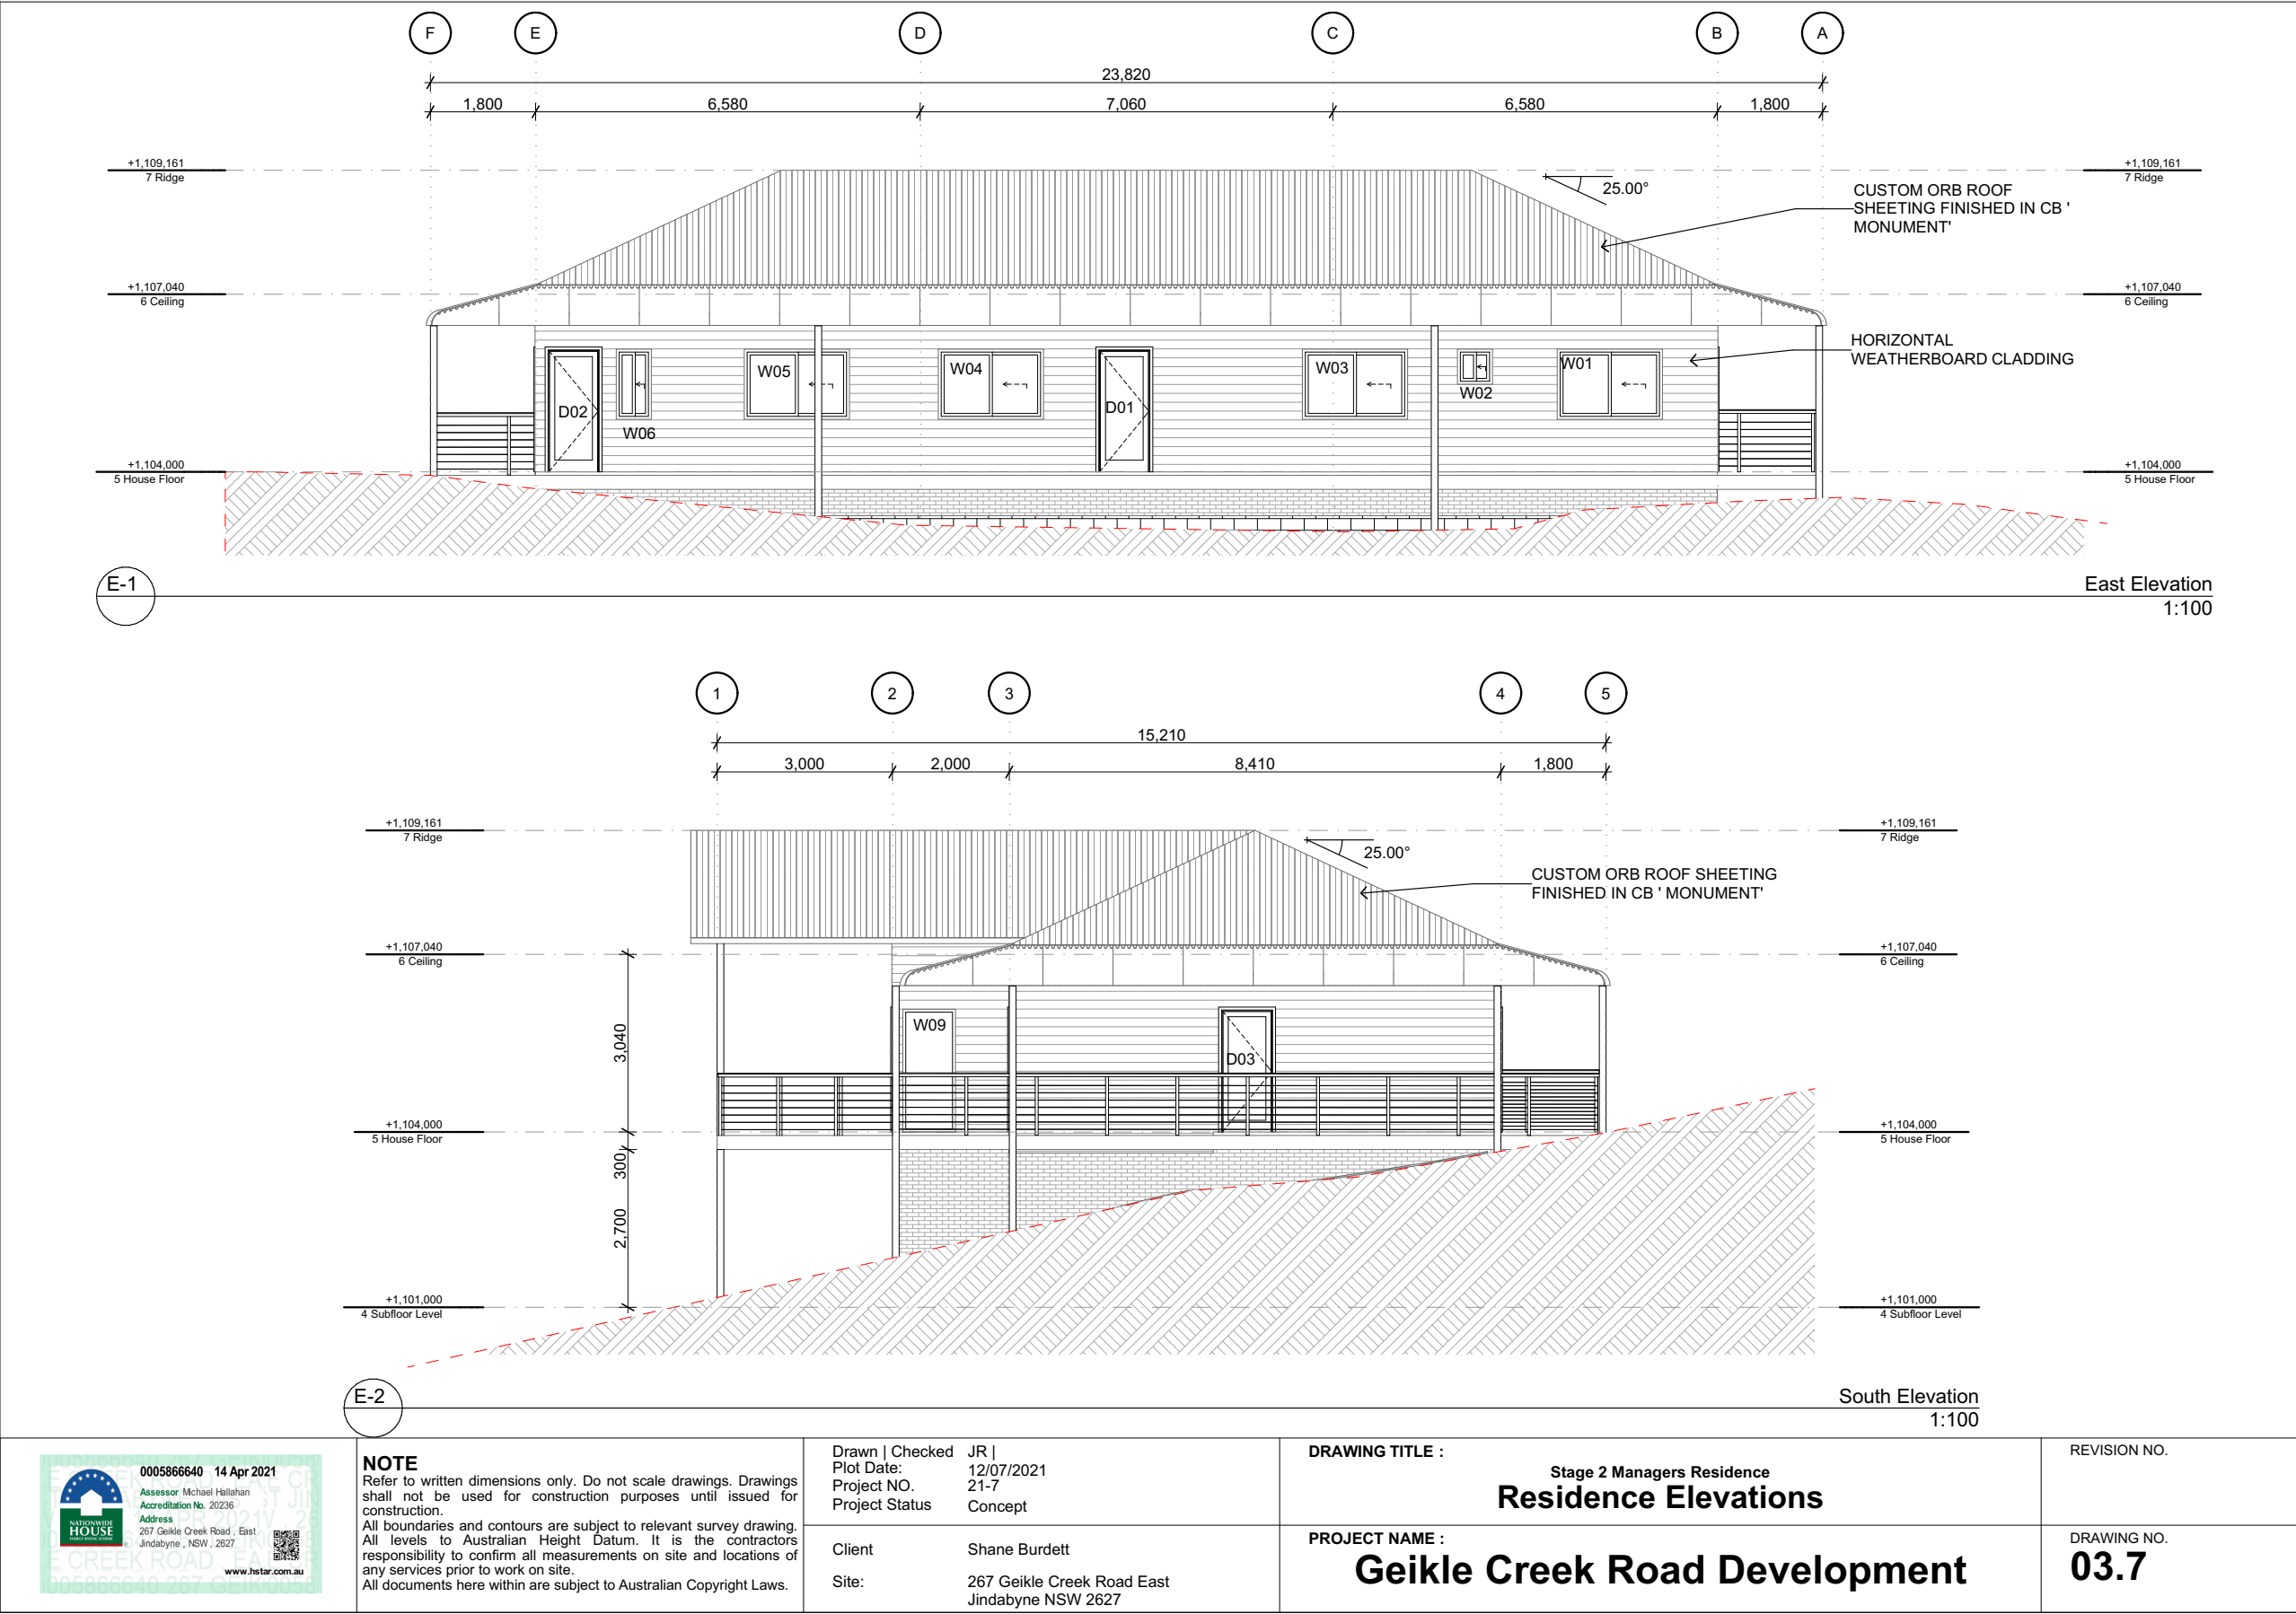 F E D C B A
23,820
1,800 6,580 7,060 6,580 1,800
+1,109,161
7 Ridge
+1,109,161
7 Ridge
25.00°
CUSTOM ORB ROOF
SHEETING FINISHED IN CB '
MONUMENT'
+1,107,040
6 Ceiling
+1,107,040
6 Ceiling
HORIZONTAL
WEATHERBOARD CLADDING
D02
W06
W05
W04
D01
W03
W02
W01
+1,104,000
5 House Floor
+1,104,000
5 House Floor
E-1
East Elevation
1:100
1 2 3 4 5
15,210
3,000 2,000 8,410 1,800
+1,109,161
7 Ridge
+1,109,161
7 Ridge
25.00°
CUSTOM ORB ROOF SHEETING
FINISHED IN CB ' MONUMENT'
+1,107,040
6 Ceiling
+1,107,040
6 Ceiling
3,040
W09
D03
+1,104,000
5 House Floor
+1,104,000
5 House Floor
300
2,700
+1,101,000
4 Subfloor Level
+1,101,000
4 Subfloor Level
E-2
South Elevation
1:100
0005866640 14 Apr 2021
Assessor Michael Hallahan
Accreditation No. 20236
Address
267 Geikle Creek Road , East
Jindabyne , NSW , 2627
www.hstar.com.au
NATIONWIDE
HOUSE
ENERGY RATING SCHEME
NOTE
Refer to written dimensions only. Do not scale drawings. Drawings
shall not be used for construction purposes until issued for
construction.
All boundaries and contours are subject to relevant survey drawing.
All levels to Australian Height Datum. It is the contractors
responsibility to confirm all measurements on site and locations of
any services prior to work on site.
All documents here within are subject to Australian Copyright Laws.
Drawn | Checked JR |
Plot Date: 12/07/2021
Project NO. 21-7
Project Status Concept
Client Shane Burdett
Site: 267 Geikle Creek Road East
Jindabyne NSW 2627
DRAWING TITLE :
Stage 2 Managers Residence
Residence Elevations
PROJECT NAME :
Geikle Creek Road Development
REVISION NO.
DRAWING NO.
03.7